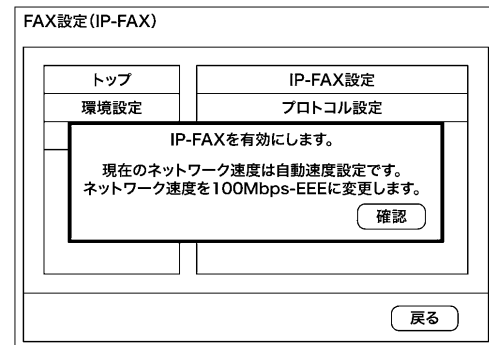 FAX設定(IP-FAX)
トップ
IP-FAX設定
環境設定
プロトコル設定
IP-FAXを有効にします。
現在のネットワーク速度は自動速度設定です。
ネットワーク速度を100Mbps-EEEに変更します。
確認
戻る